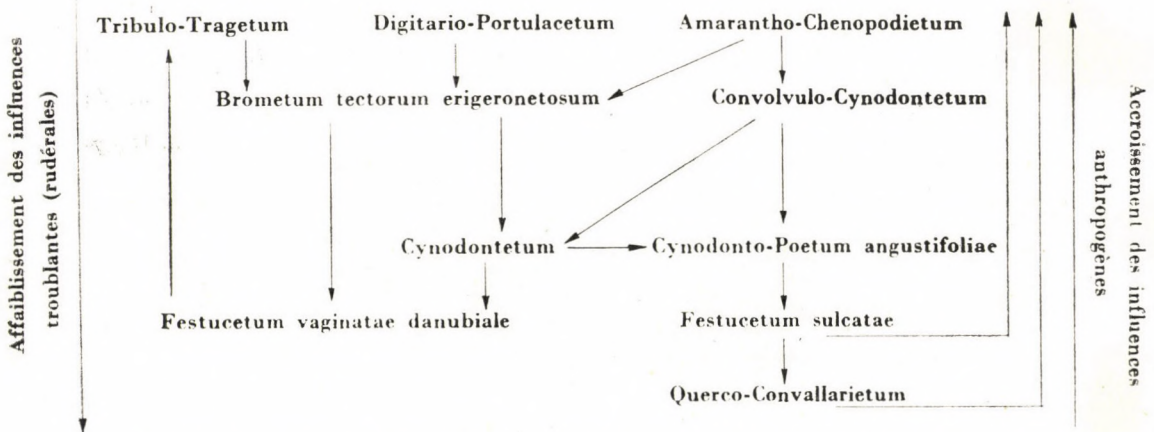 Affaiblissement des influences
troublantes (rudérales)
Tribulo-Tragetum
Digitario-Portulacetum
Amarantho-Chenopodietum
Brometum tectorum erigeronetosum
Convolvulo-Cynodontetum
Cynodontetum
Cynodonto-Poetum angustifoliae
Festucetum vaginatae danubiale
Festucetum sulcatae
Querco-Convallarietum
Accroissement des influences
anthropogènes